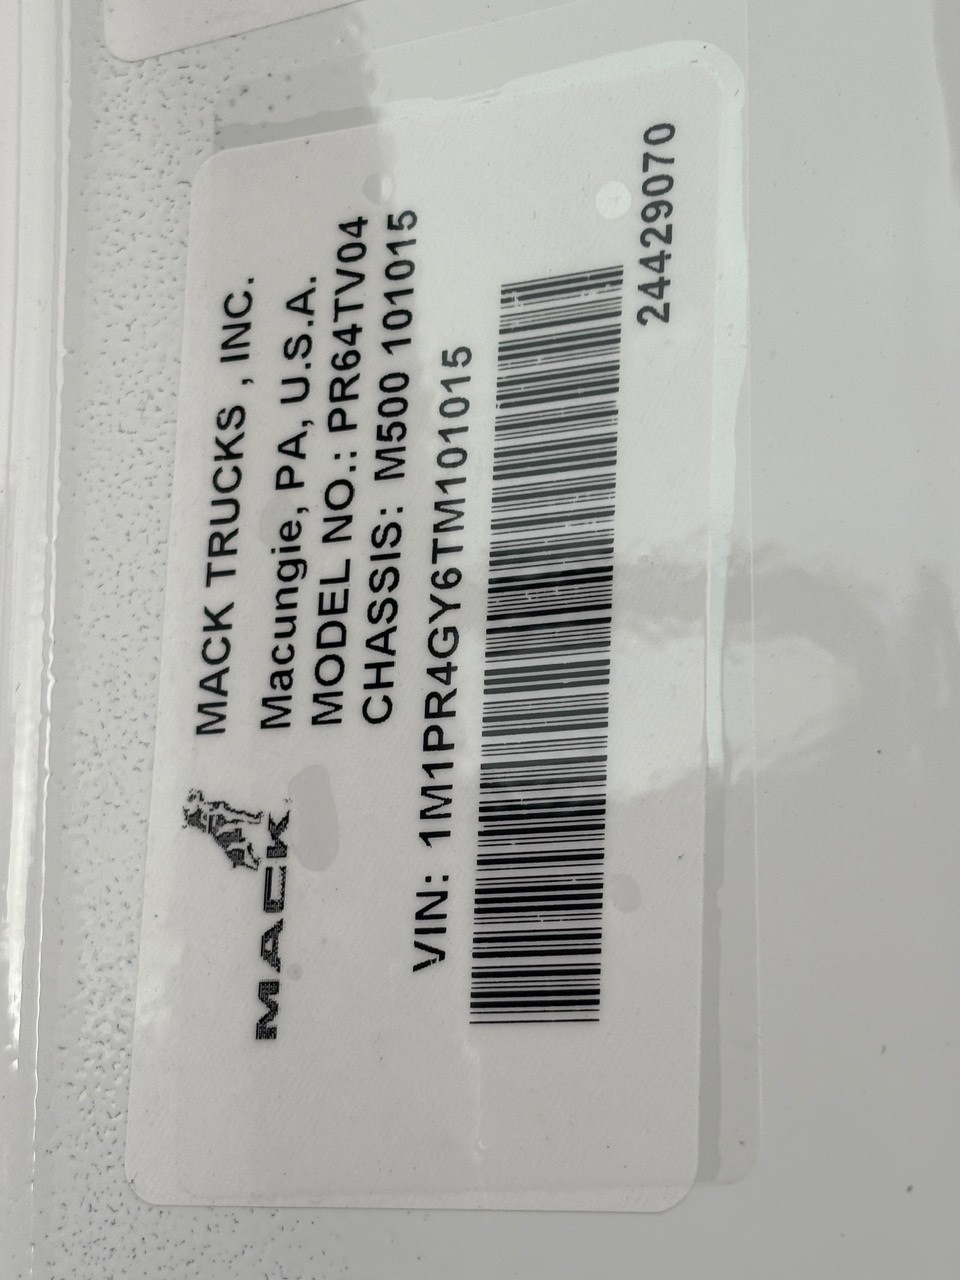 MACK
MACK TRUCKS , INC.
Macungie, PA, U.S.A.
MODEL NO.: PR64TV04
CHASSIS: M500 101015
VIN: 1M1PR4GY6TM101015
24429070